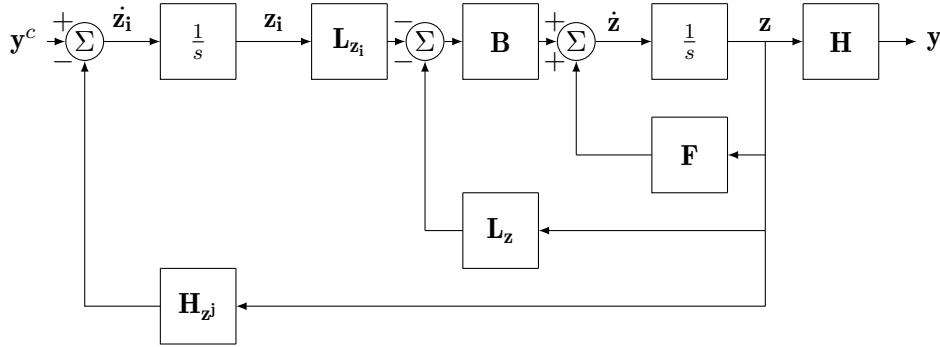 y^c + − Σ ż_i 1/s z_i L_{z_i} − − Σ B + + Σ ż 1/s z H y
F
L_z
H_{z^j}